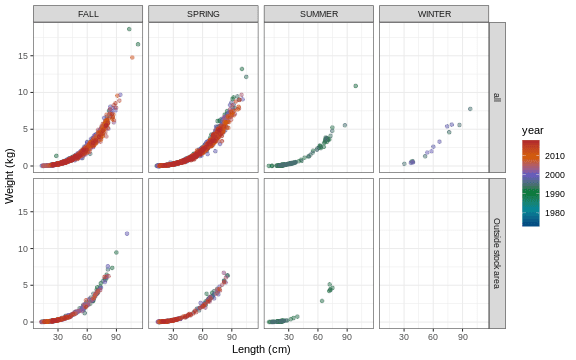 FALL SPRING SUMMER WINTER
15
10
5
0
all
15
10
5
0
Outside stock area
Weight (kg)
30 60 90 30 60 90 30 60 90 30 60 90
Length (cm)
year
2010
2000
1990
1980